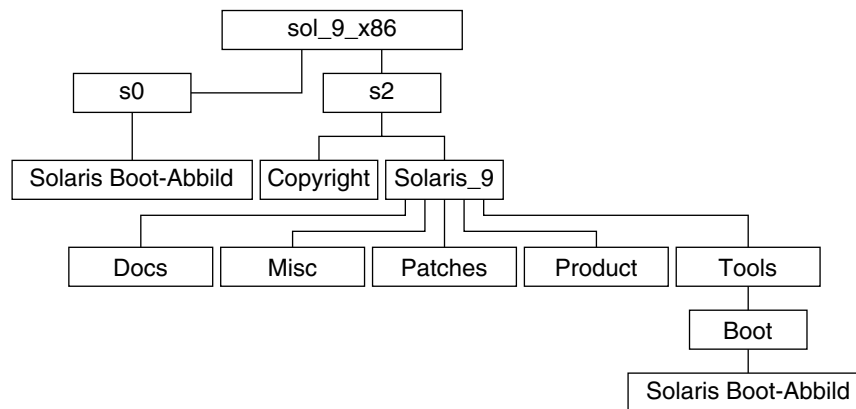 sol_9_x86
s0
s2
Solaris Boot-Abbild
Copyright
Solaris_9
Docs
Misc
Patches
Product
Tools
Boot
Solaris Boot-Abbild